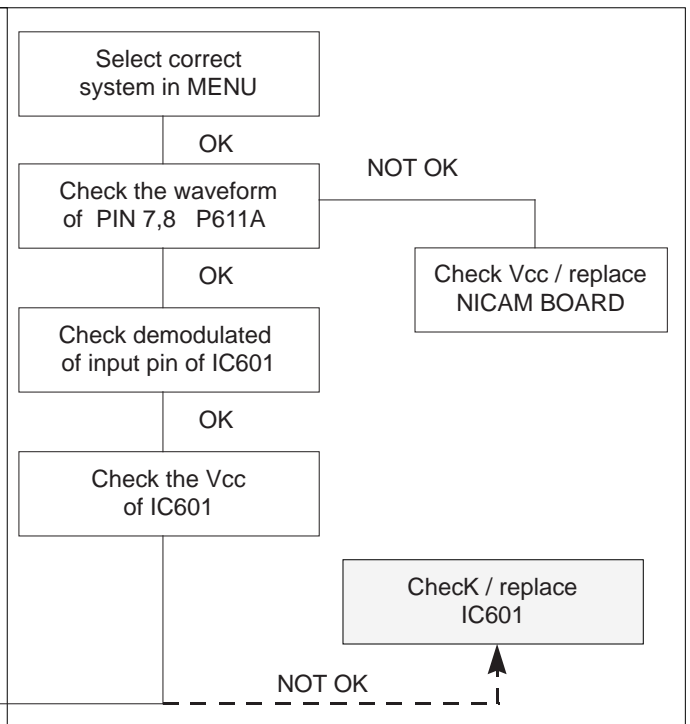 Select correct
system in MENU
OK
NOT OK
Check the waveform
of PIN 7,8 P611A
OK
Check Vcc / replace
NICAM BOARD
Check demodulated
of input pin of IC601
OK
Check the Vcc
of IC601
ChecK / replace
IC601
NOT OK